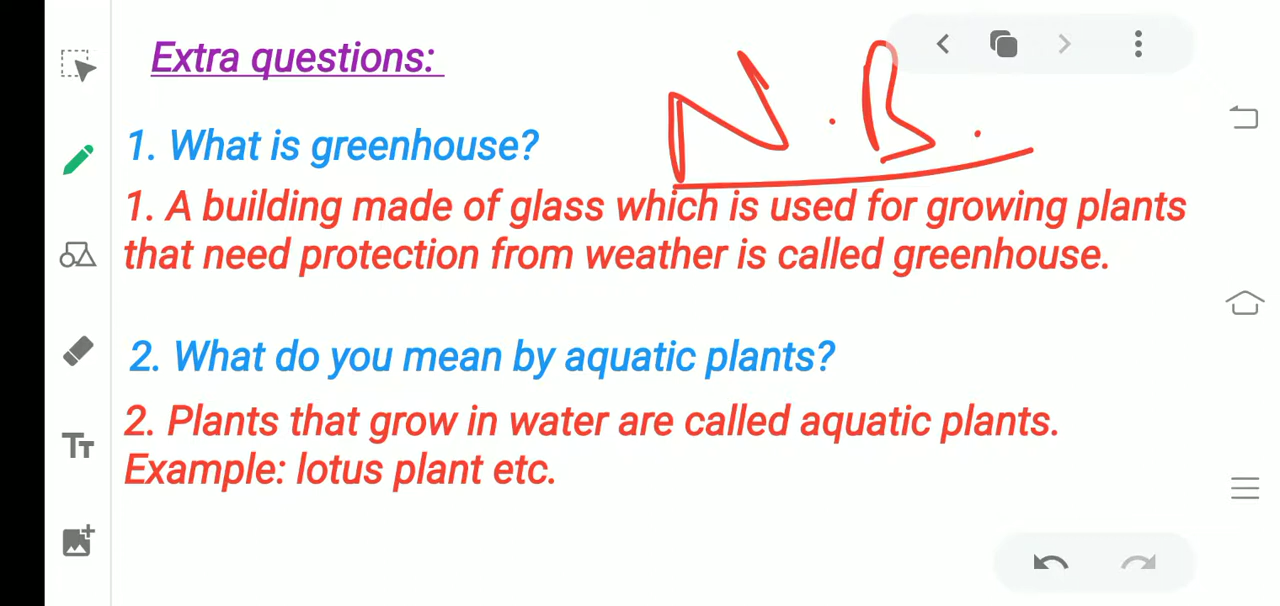 Extra questions:
N.B.
1. What is greenhouse?
1. A building made of glass which is used for growing plants
that need protection from weather is called greenhouse.
2. What do you mean by aquatic plants?
2. Plants that grow in water are called aquatic plants.
Example: lotus plant etc.
TT